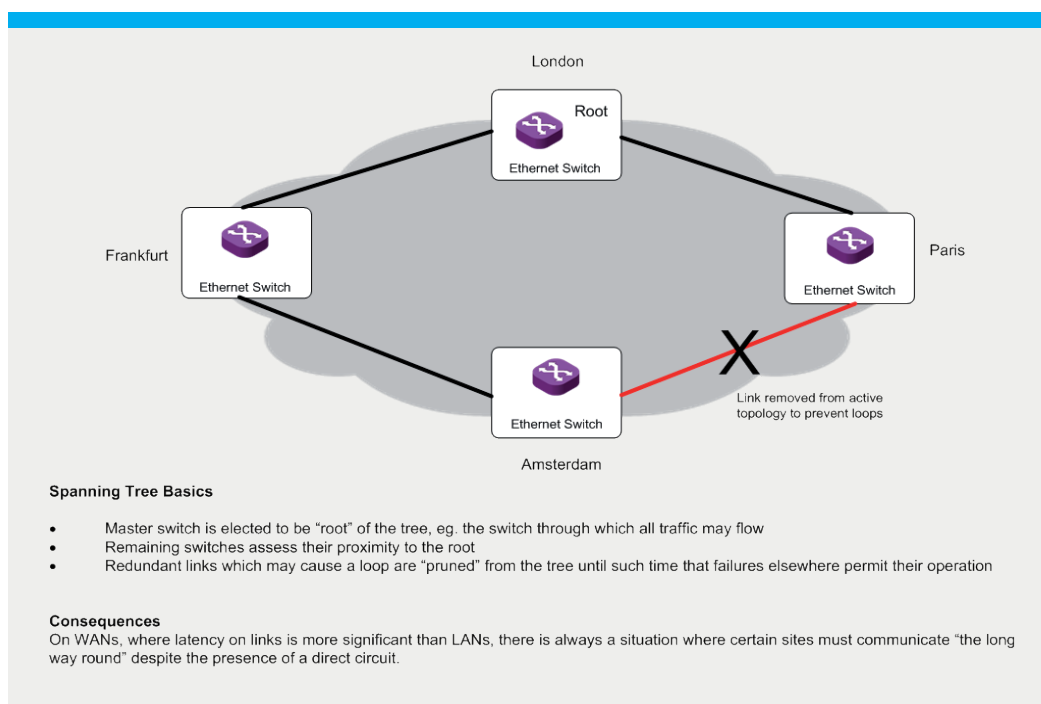 London
Root
Ethernet Switch
Frankfurt
Ethernet Switch
Paris
Ethernet Switch
X
Link removed from active
topology to prevent loops
Ethernet Switch
Amsterdam
Spanning Tree Basics
• Master switch is elected to be “root” of the tree, eg. the switch through which all traffic may flow
• Remaining switches assess their proximity to the root
• Redundant links which may cause a loop are “pruned” from the tree until such time that failures elsewhere permit their operation
Consequences
On WANs, where latency on links is more significant than LANs, there is always a situation where certain sites must communicate “the long
way round” despite the presence of a direct circuit.